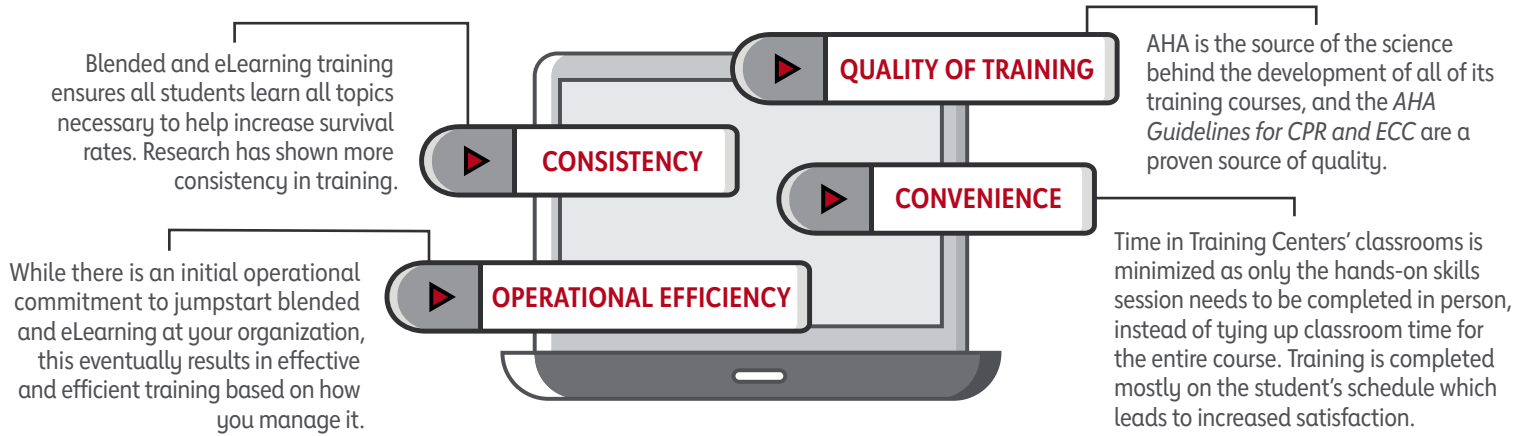 QUALITY OF TRAINING
AHA is the source of the science
behind the development of all of its
training courses, and the AHA
Guidelines for CPR and ECC are a
proven source of quality.
CONSISTENCY
Blended and eLearning training
ensures all students learn all topics
necessary to help increase survival
rates. Research has shown more
consistency in training.
CONVENIENCE
Time in Training Centers’ classrooms is
minimized as only the hands-on skills
session needs to be completed in person,
instead of tying up classroom time for
the entire course. Training is completed
mostly on the student’s schedule which
leads to increased satisfaction.
OPERATIONAL EFFICIENCY
While there is an initial operational
commitment to jumpstart blended
and eLearning at your organization,
this eventually results in effective
and efficient training based on how
you manage it.